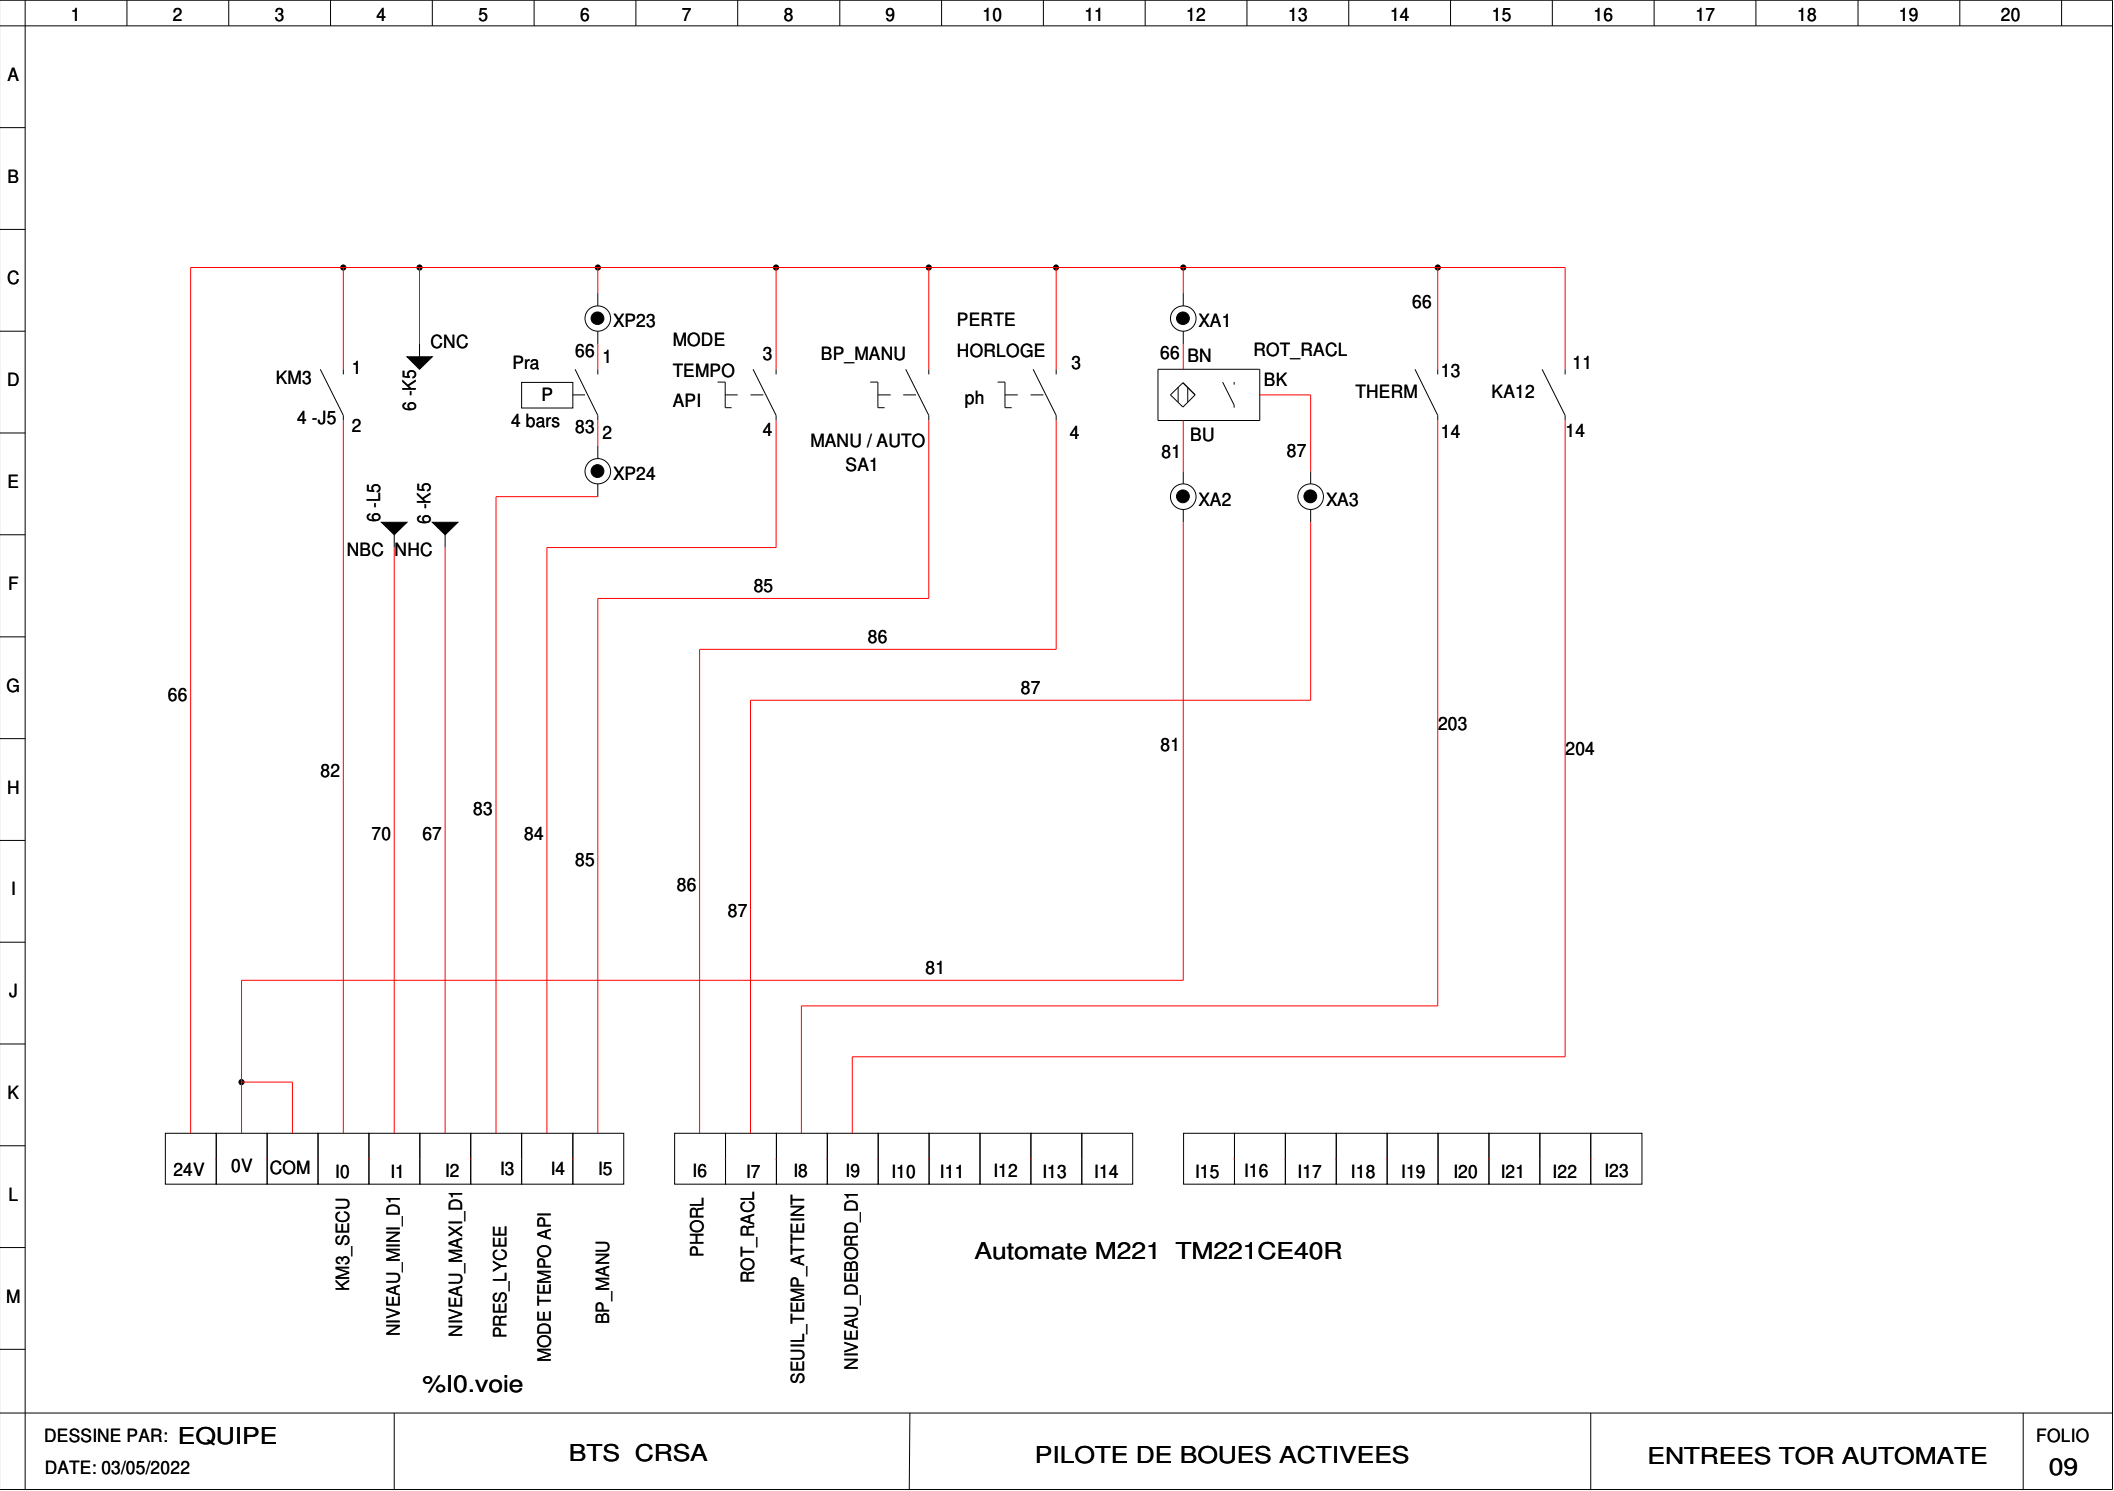 1 2 3 4 5 6 7 8 9 10 11 12 13 14 15 16 17 18 19 20
A
B
C
D
E
F
G
H
I
J
K
L
M
66
XP23
XA1
PERTE
MODE
CNC
HORLOGE
BP_MANU
ROT_RACL
66
1
3
66
BN
Pra
TEMPO
3
13
11
1
KM3
6 -K5
P
API
ph
BK
THERM
KA12
4 -J5
2
4 bars
83
2
4
4
BU
14
14
MANU / AUTO
SA1
81
87
XP24
6 -L5
6 -K5
XA2
XA3
NBC
NHC
85
86
87
66
203
81
204
82
83
70
67
84
85
86
87
81
24V
0V
COM
I0
I1
I2
I3
I4
I5
I6
I7
I8
I9
I10
I11
I12
I13
I14
I15
I16
I17
I18
I19
I20
I21
I22
I23
KM3_SECU
NIVEAU_MINI_D1
NIVEAU_MAXI_D1
PRES_LYCEE
MODE TEMPO API
BP_MANU
PHORL
ROT_RACL
SEUIL_TEMP_ATTEINT
NIVEAU_DEBORD_D1
Automate M221 TM221CE40R
%I0.voie
DESSINE PAR: EQUIPE
DATE: 03/05/2022
BTS CRSA
PILOTE DE BOUES ACTIVEES
ENTREES TOR AUTOMATE
FOLIO
09